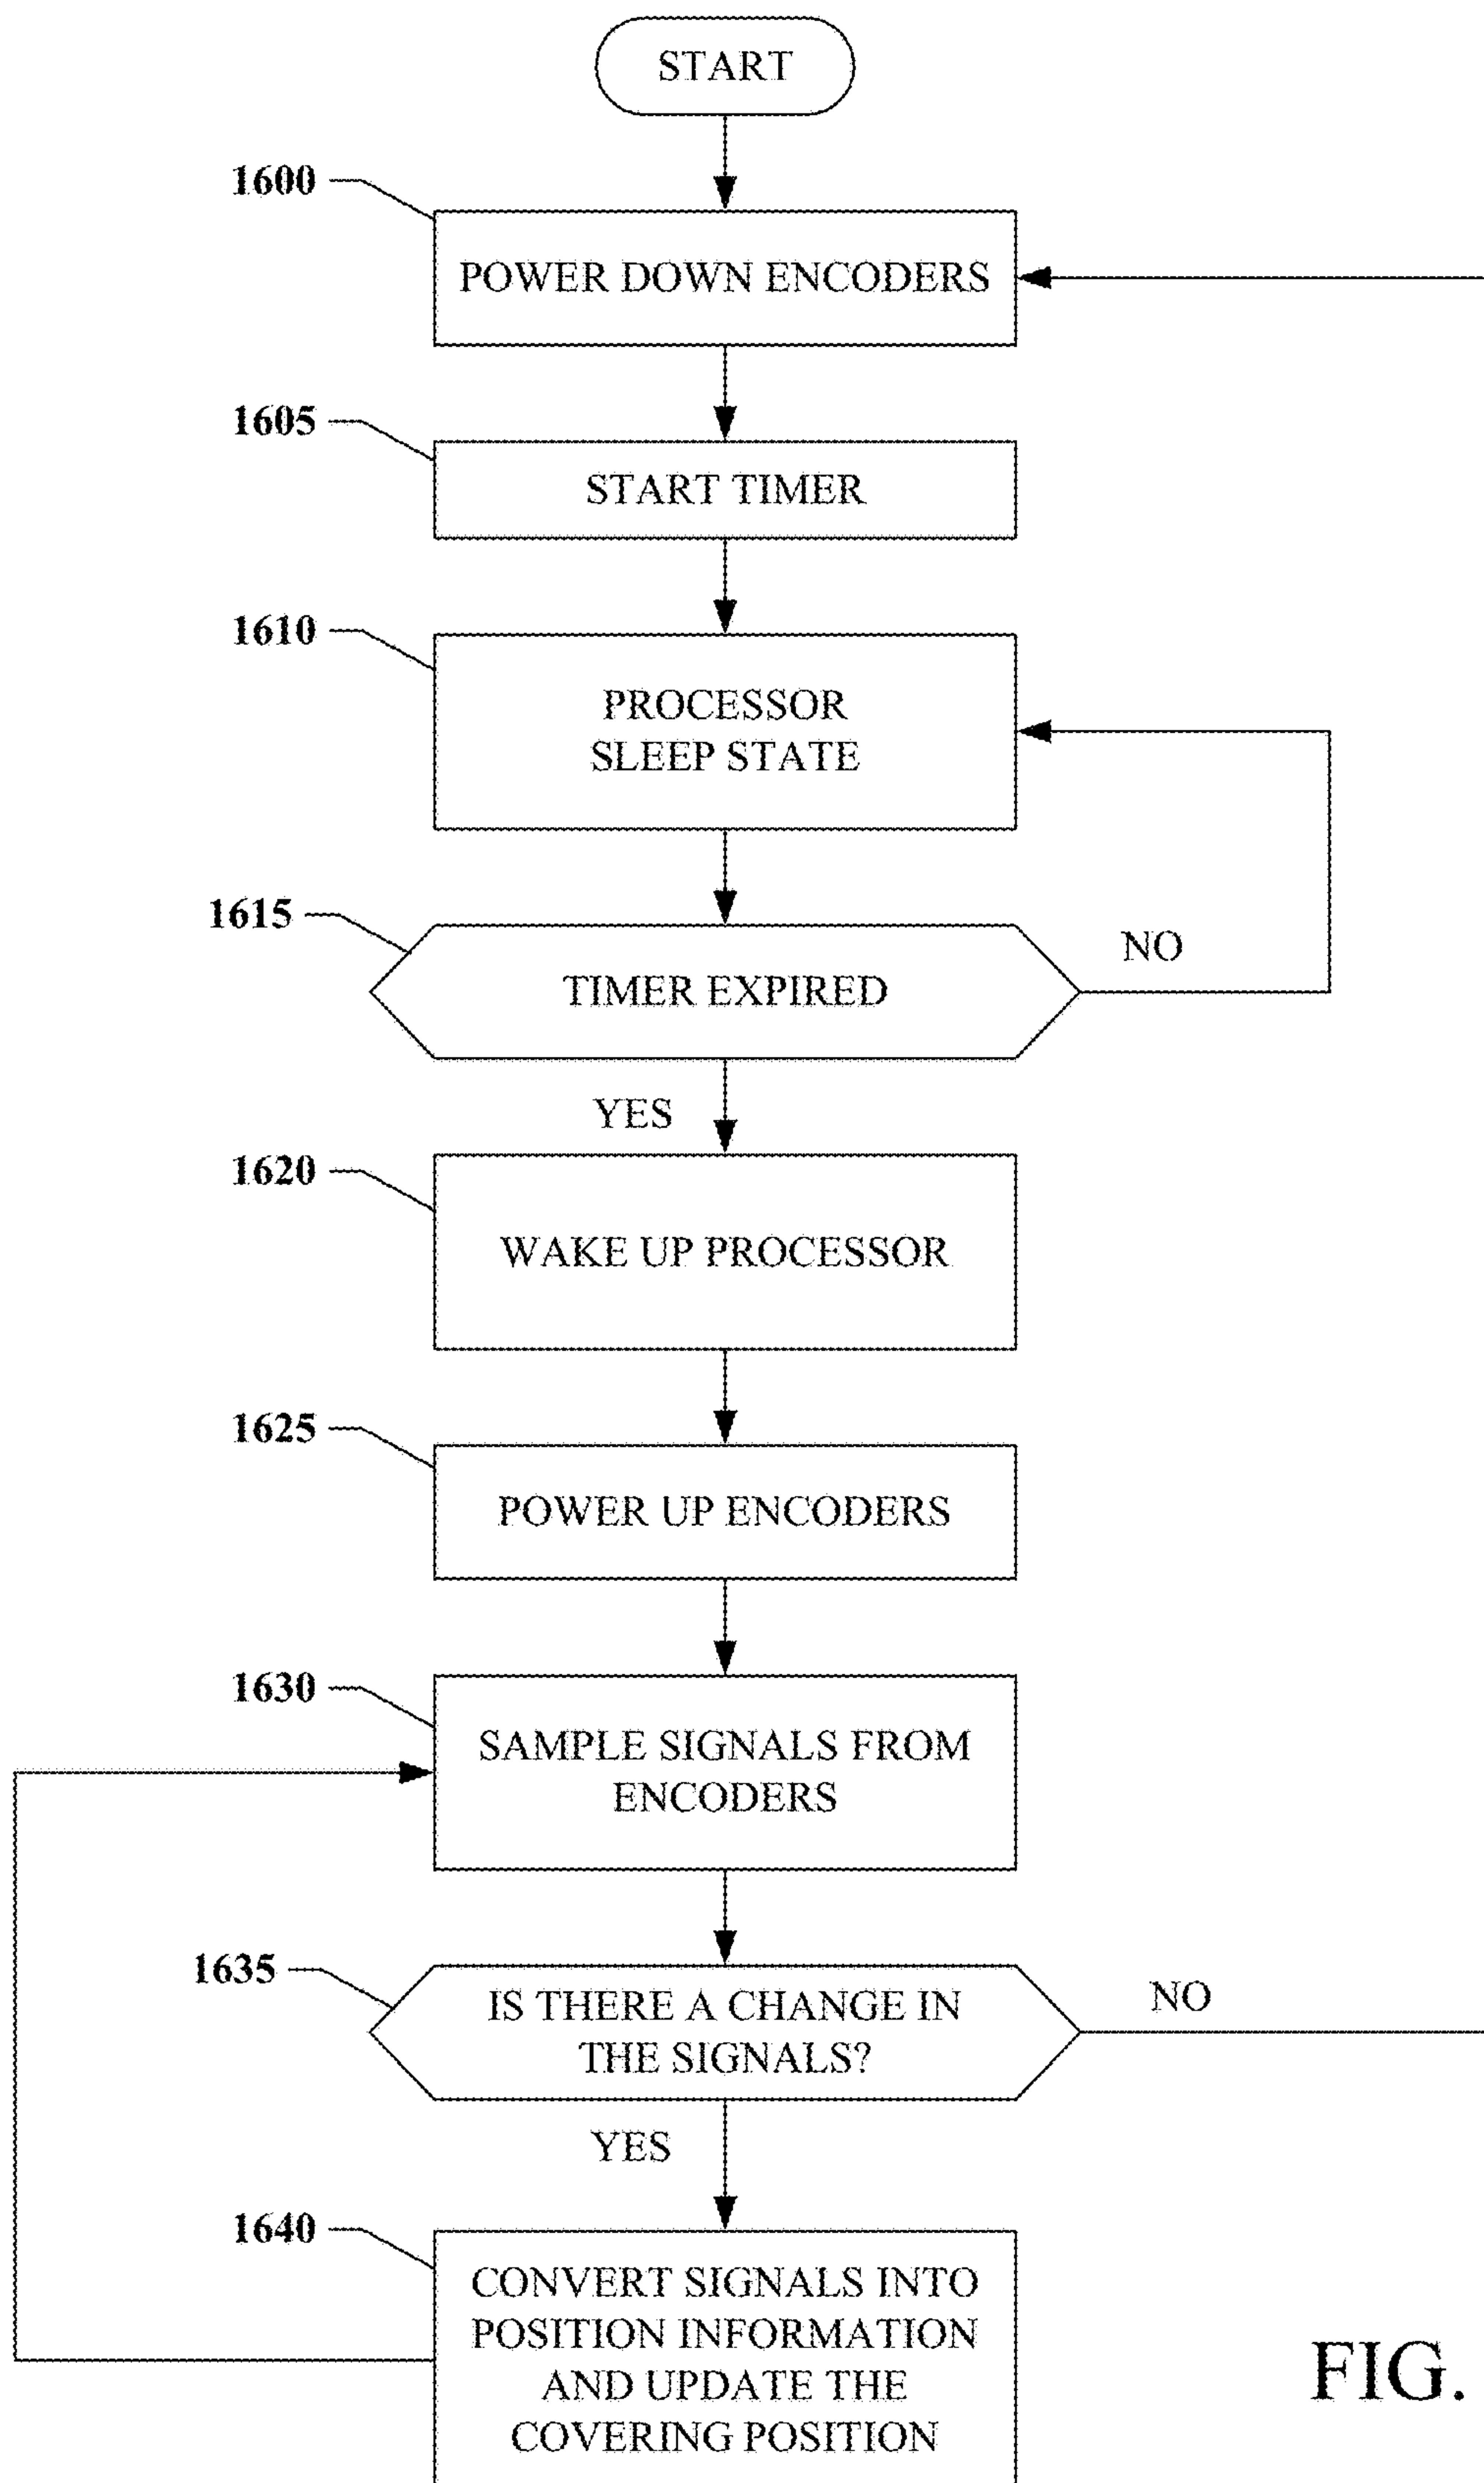 START
1600
POWER DOWN ENCODERS
1605
START TIMER
1610
PROCESSOR
SLEEP STATE
1615
TIMER EXPIRED
NO
YES
1620
WAKE UP PROCESSOR
1625
POWER UP ENCODERS
1630
SAMPLE SIGNALS FROM
ENCODERS
1635
IS THERE A CHANGE IN
THE SIGNALS?
NO
YES
1640
CONVERT SIGNALS INTO
POSITION INFORMATION
AND UPDATE THE
COVERING POSITION
FIG.